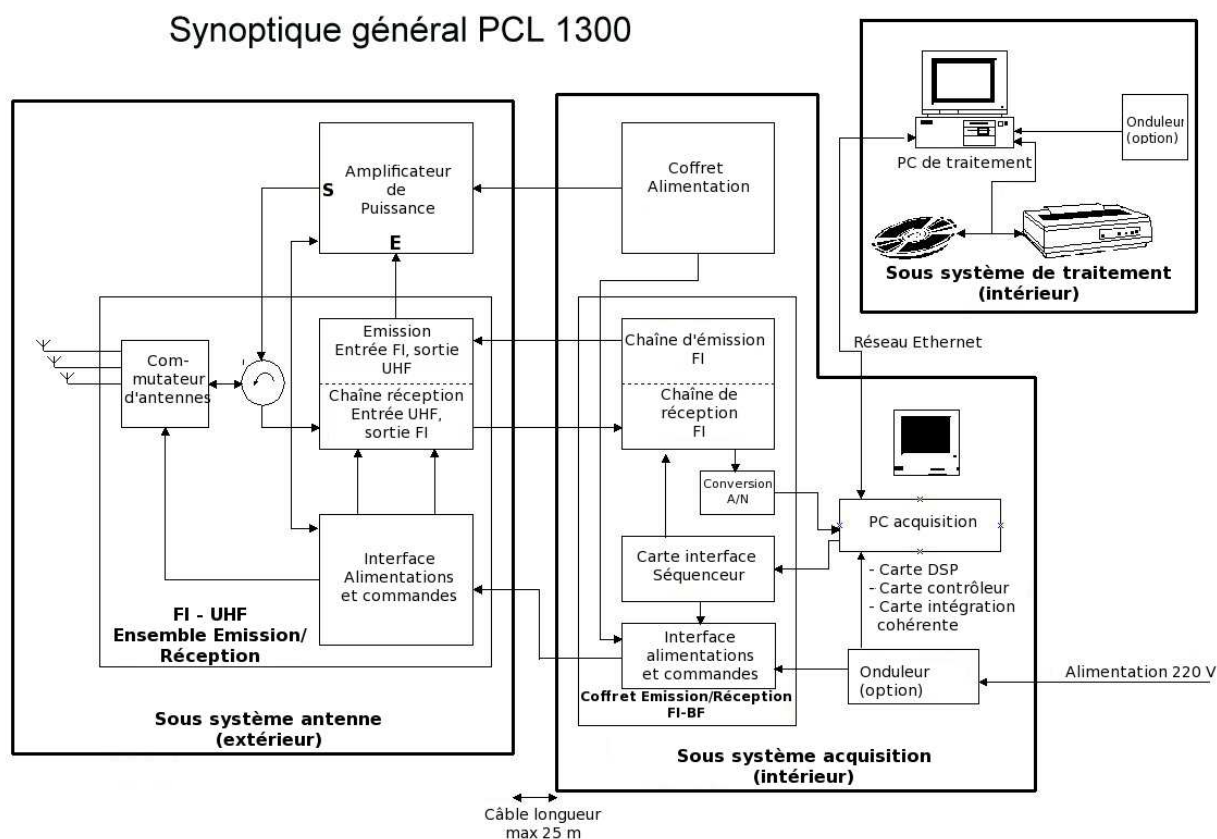 Synoptique général PCL 1300
Amplificateur
de
Puissance
S
E
Emission
Entrée FI, sortie
UHF
Chaîne réception
Entrée UHF,
sortie FI
Com-
mutateur
d'antennes
Interface
Alimentations
et commandes
FI - UHF
Ensemble Emission/
Réception
Sous système antenne
(extérieur)
Coffret
Alimentation
Chaîne d'émission
FI
Chaîne de
réception
FI
Conversion
A/N
Carte interface
Séquenceur
Interface
alimentations
et commandes
Coffret Emission/Réception
FI-BF
PC acquisition
- Carte DSP
- Carte contrôleur
- Carte intégration
cohérente
Onduleur
(option)
Alimentation 220 V
Sous système acquisition
(intérieur)
Réseau Ethernet
PC de traitement
Onduleur
(option)
Sous système de traitement
(intérieur)
Câble longueur
max 25 m